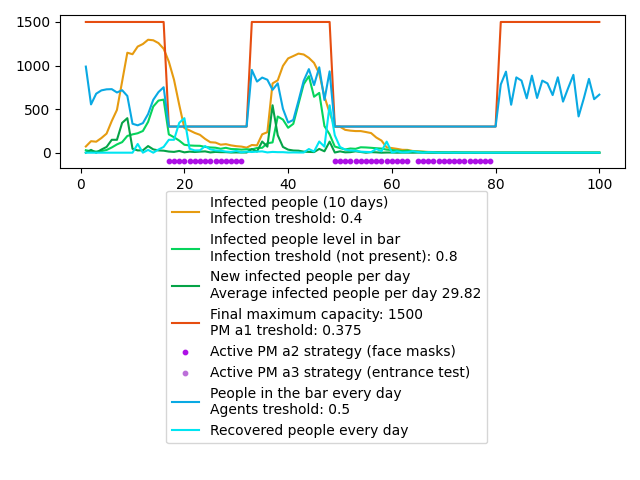 1500
1000
500
0
0
20
40
60
80
100
Infected people (10 days)
Infection treshold: 0.4
Infected people level in bar
Infection treshold (not present): 0.8
New infected people per day
Average infected people per day 29.82
Final maximum capacity: 1500
PM a1 treshold: 0.375
Active PM a2 strategy (face masks)
Active PM a3 strategy (entrance test)
People in the bar every day
Agents treshold: 0.5
Recovered people every day